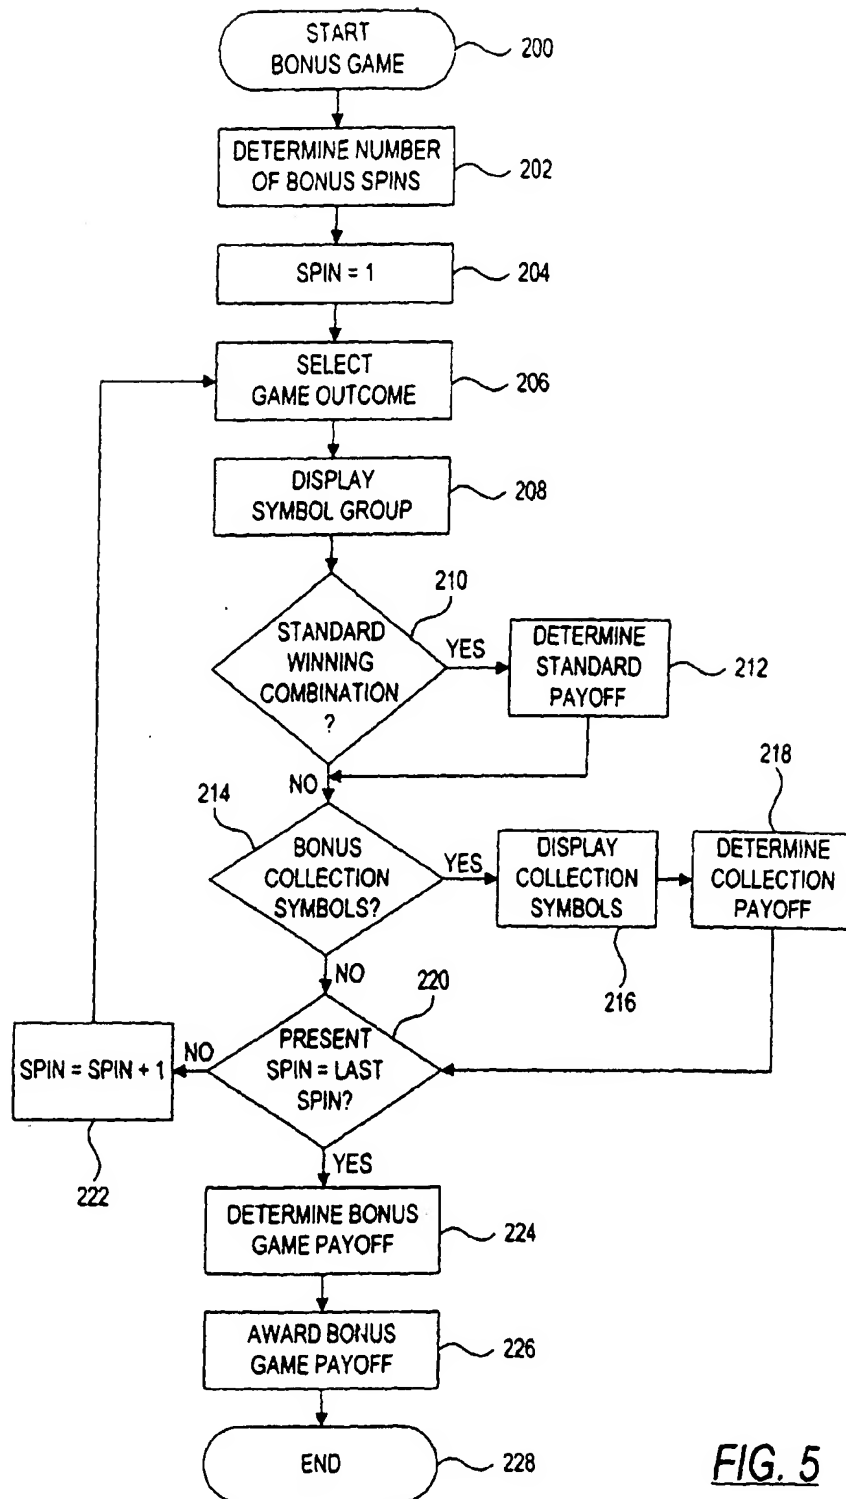 START
BONUS GAME
200
DETERMINE NUMBER
OF BONUS SPINS
202
SPIN = 1
204
SELECT
GAME OUTCOME
206
DISPLAY
SYMBOL GROUP
208
210
STANDARD
WINNING
COMBINATION
?
YES
DETERMINE
STANDARD
PAYOFF
212
NO
214
218
BONUS
COLLECTION
SYMBOLS?
YES
DISPLAY
COLLECTION
SYMBOLS
216
DETERMINE
COLLECTION
PAYOFF
NO
220
PRESENT
SPIN = LAST
SPIN?
NO
SPIN = SPIN + 1
222
YES
DETERMINE BONUS
GAME PAYOFF
224
AWARD BONUS
GAME PAYOFF
226
END
228
FIG. 5